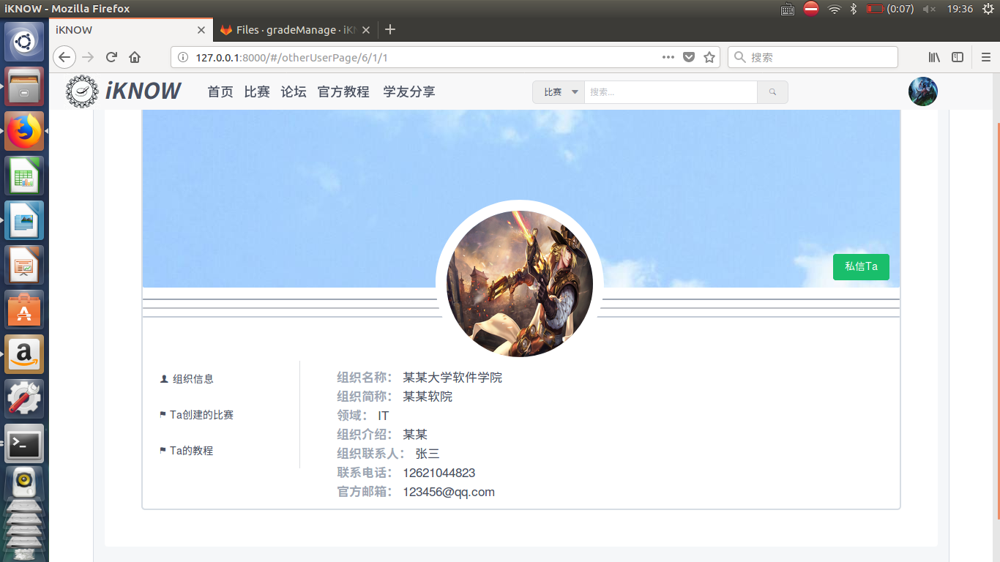 iKNOW - Mozilla Firefox
(0:07)
19:36
iKNOW
Files · gradeManage · iKN
127.0.0.1:8000/#/otherUserPage/6/1/1
搜索
iKNOW
首页 比赛 论坛 官方教程 学友分享
比赛
搜索...
私信Ta
组织信息
Ta创建的比赛
Ta的教程
组织名称： 某某大学软件学院
组织简称： 某某软院
领域： IT
组织介绍： 某某
组织联系人： 张三
联系电话： 12621044823
官方邮箱： 123456@qq.com